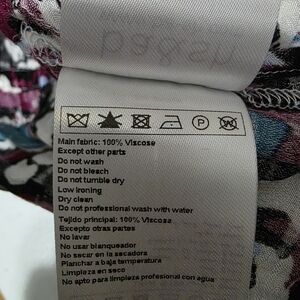 ba&sh
P
Main fabric: 100% Viscose
Except other parts
Do not wash
Do not bleach
Do not tumble dry
Low ironing
Dry clean
Do not professional wash with water
Tejido principal: 100% Viscosa
Excepto otras partes
No lavar
No usar blanqueador
No secar en la secadora
Planchar a baja temperatura
Limpieza en seco
No apto para limpieza profesional con agua